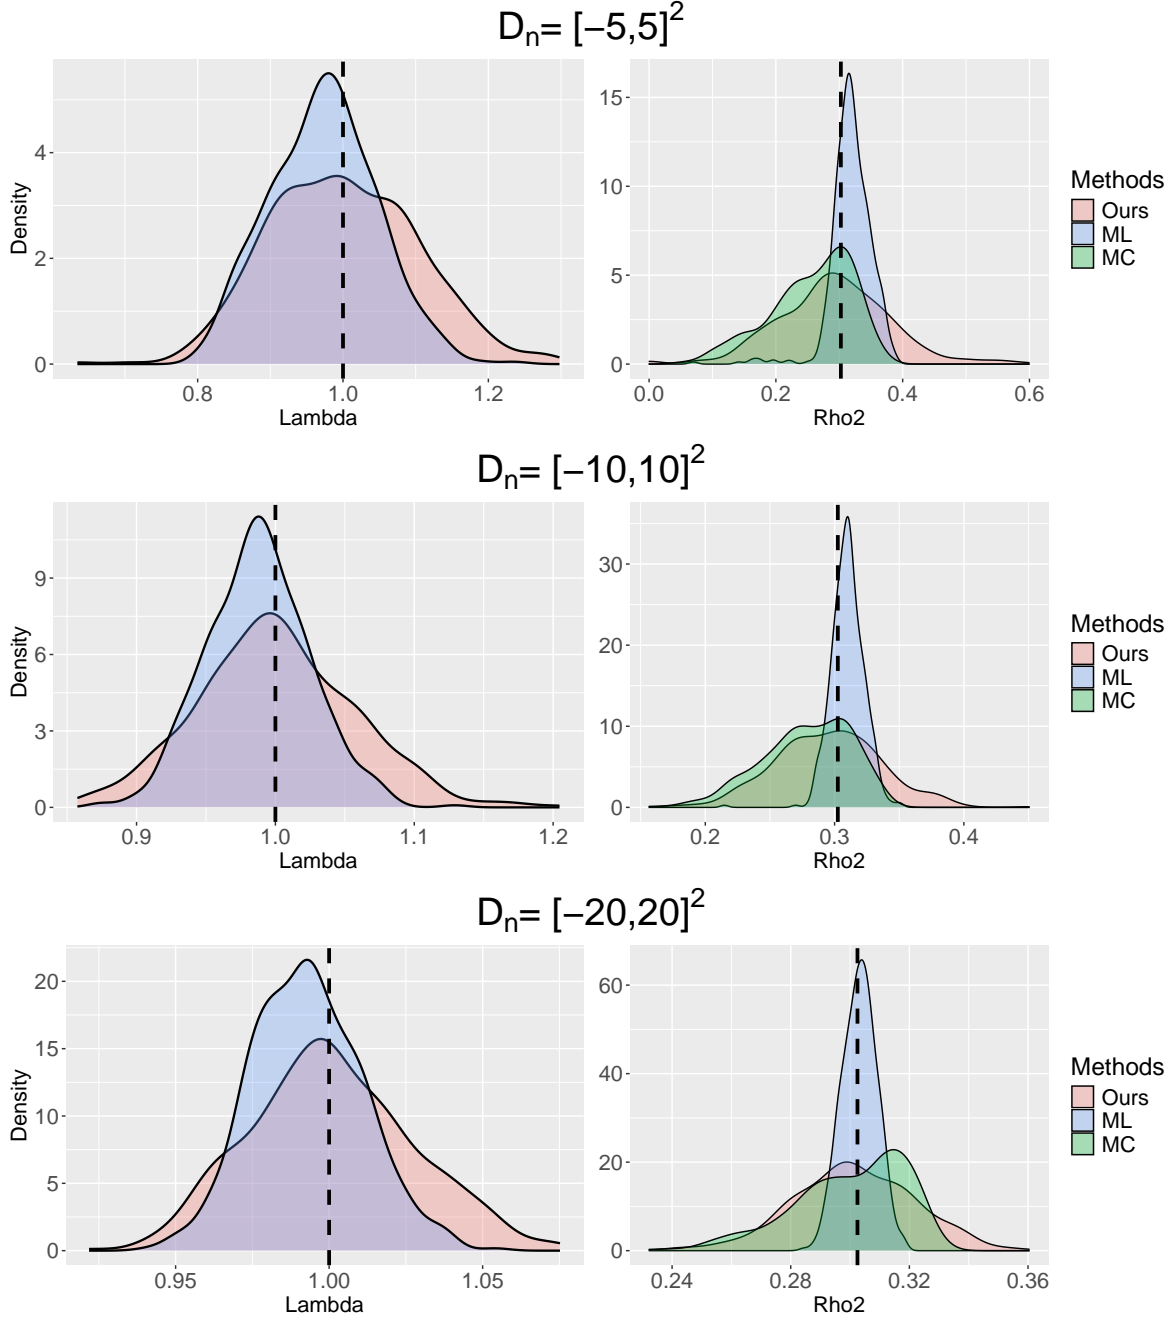 Dn= [−5,5]2
Density
4
2
0
0.8 1.0 1.2
Lambda
15
10
5
0
0.0 0.2 0.4 0.6
Rho2
Methods
Ours
ML
MC
Dn= [−10,10]2
Density
9
6
3
0
0.9 1.0 1.1 1.2
Lambda
30
20
10
0
0.2 0.3 0.4
Rho2
Methods
Ours
ML
MC
Dn= [−20,20]2
Density
20
15
10
5
0
0.95 1.00 1.05
Lambda
60
40
20
0
0.24 0.28 0.32 0.36
Rho2
Methods
Ours
ML
MC